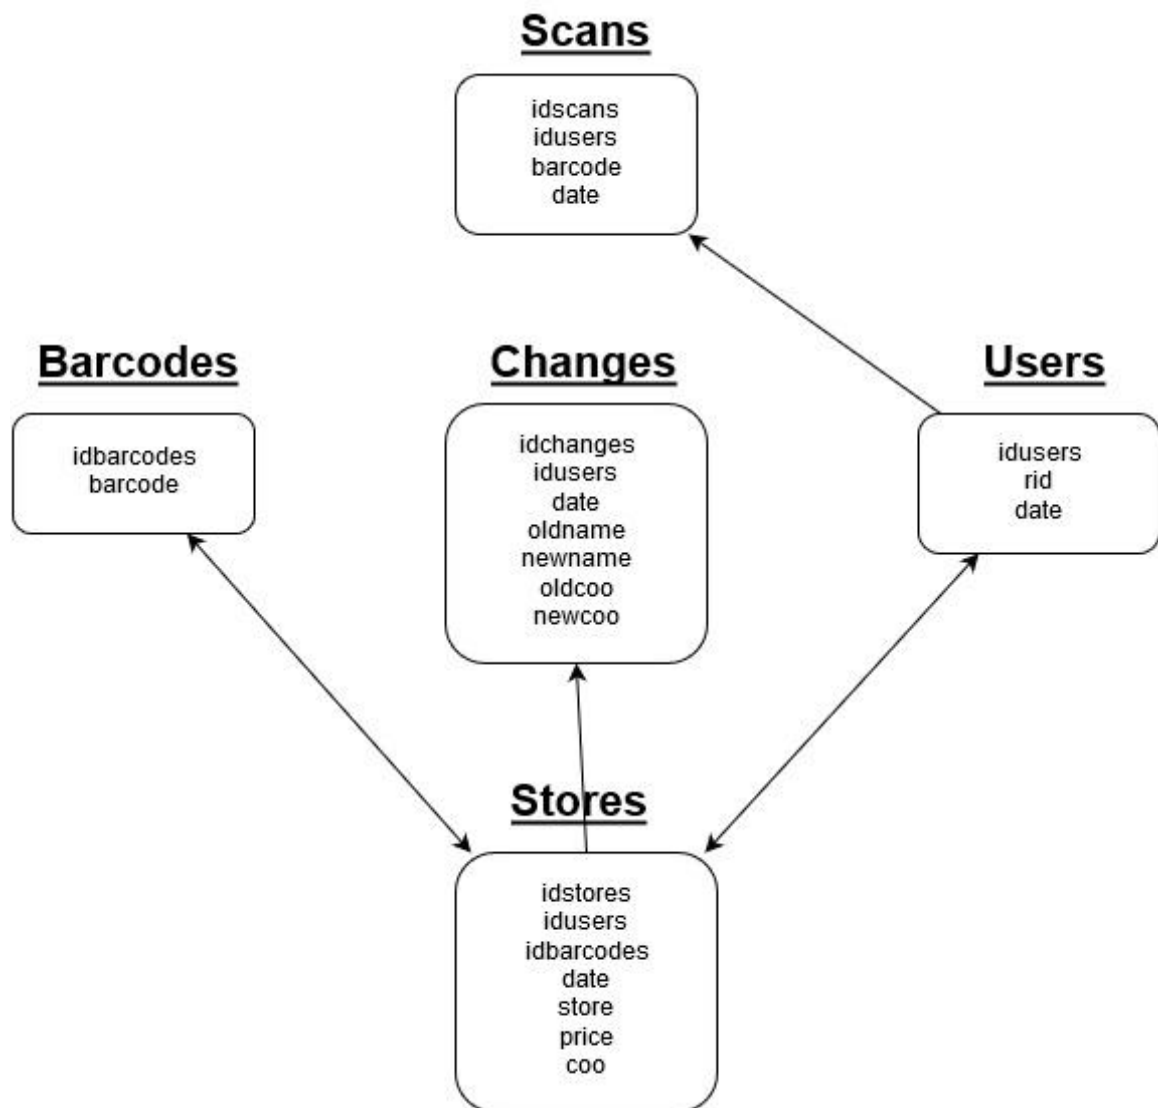 Scans
idscans
idusers
barcode
date
Barcodes
idbarcodes
barcode
Changes
idchanges
idusers
date
oldname
newname
oldcoo
newcoo
Users
idusers
rid
date
Stores
idstores
idusers
idbarcodes
date
store
price
coo